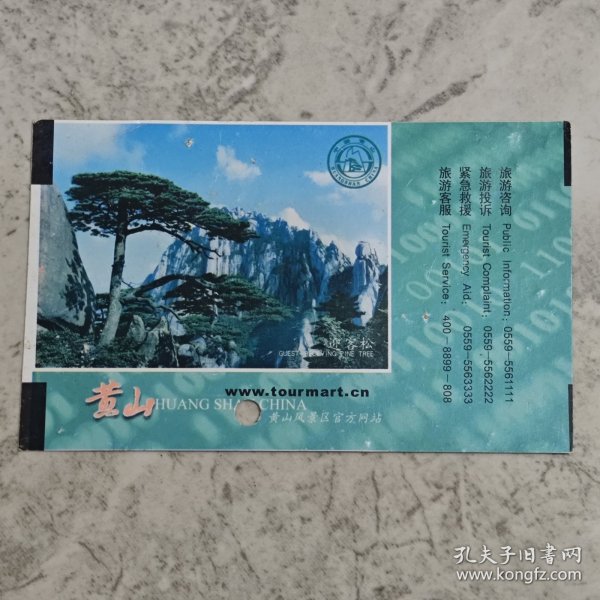 迎客松
GUEST-RECEIVING PINE TREE
www.tourmart.cn
黄山
HUANG SHAN CHINA
黄山风景区官方网站
旅游咨询 Public Information: 0559-5561111
旅游投诉 Tourist Complaint: 0559-5562222
紧急救援 Emergency Aid: 0559-5563333
旅游客服 Tourist Service: 400-8899-808
孔夫子旧书网
www.kongfz.com